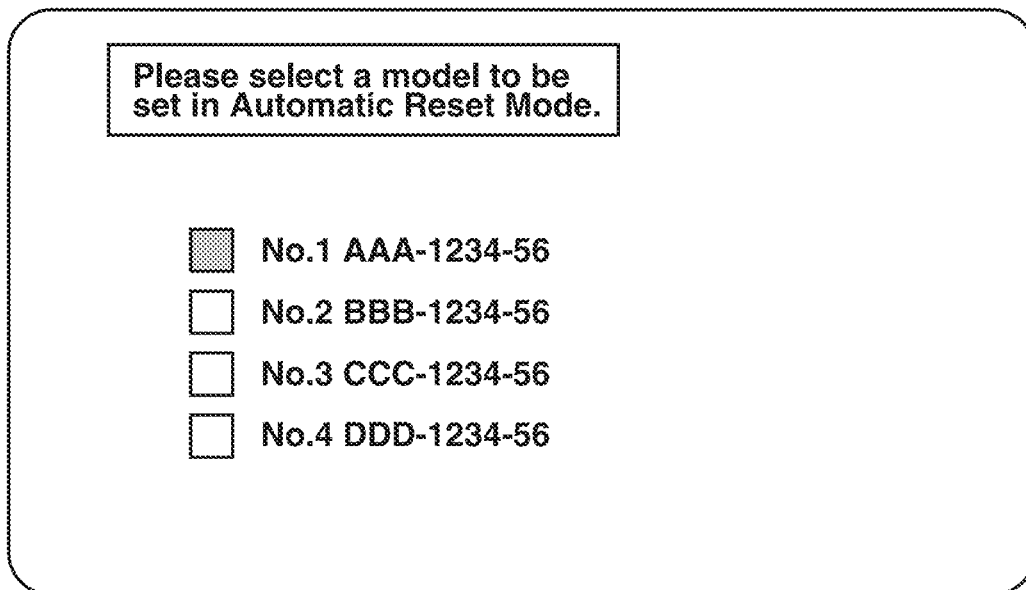 Please select a model to be
set in Automatic Reset Mode.
No.1 AAA-1234-56
No.2 BBB-1234-56
No.3 CCC-1234-56
No.4 DDD-1234-56